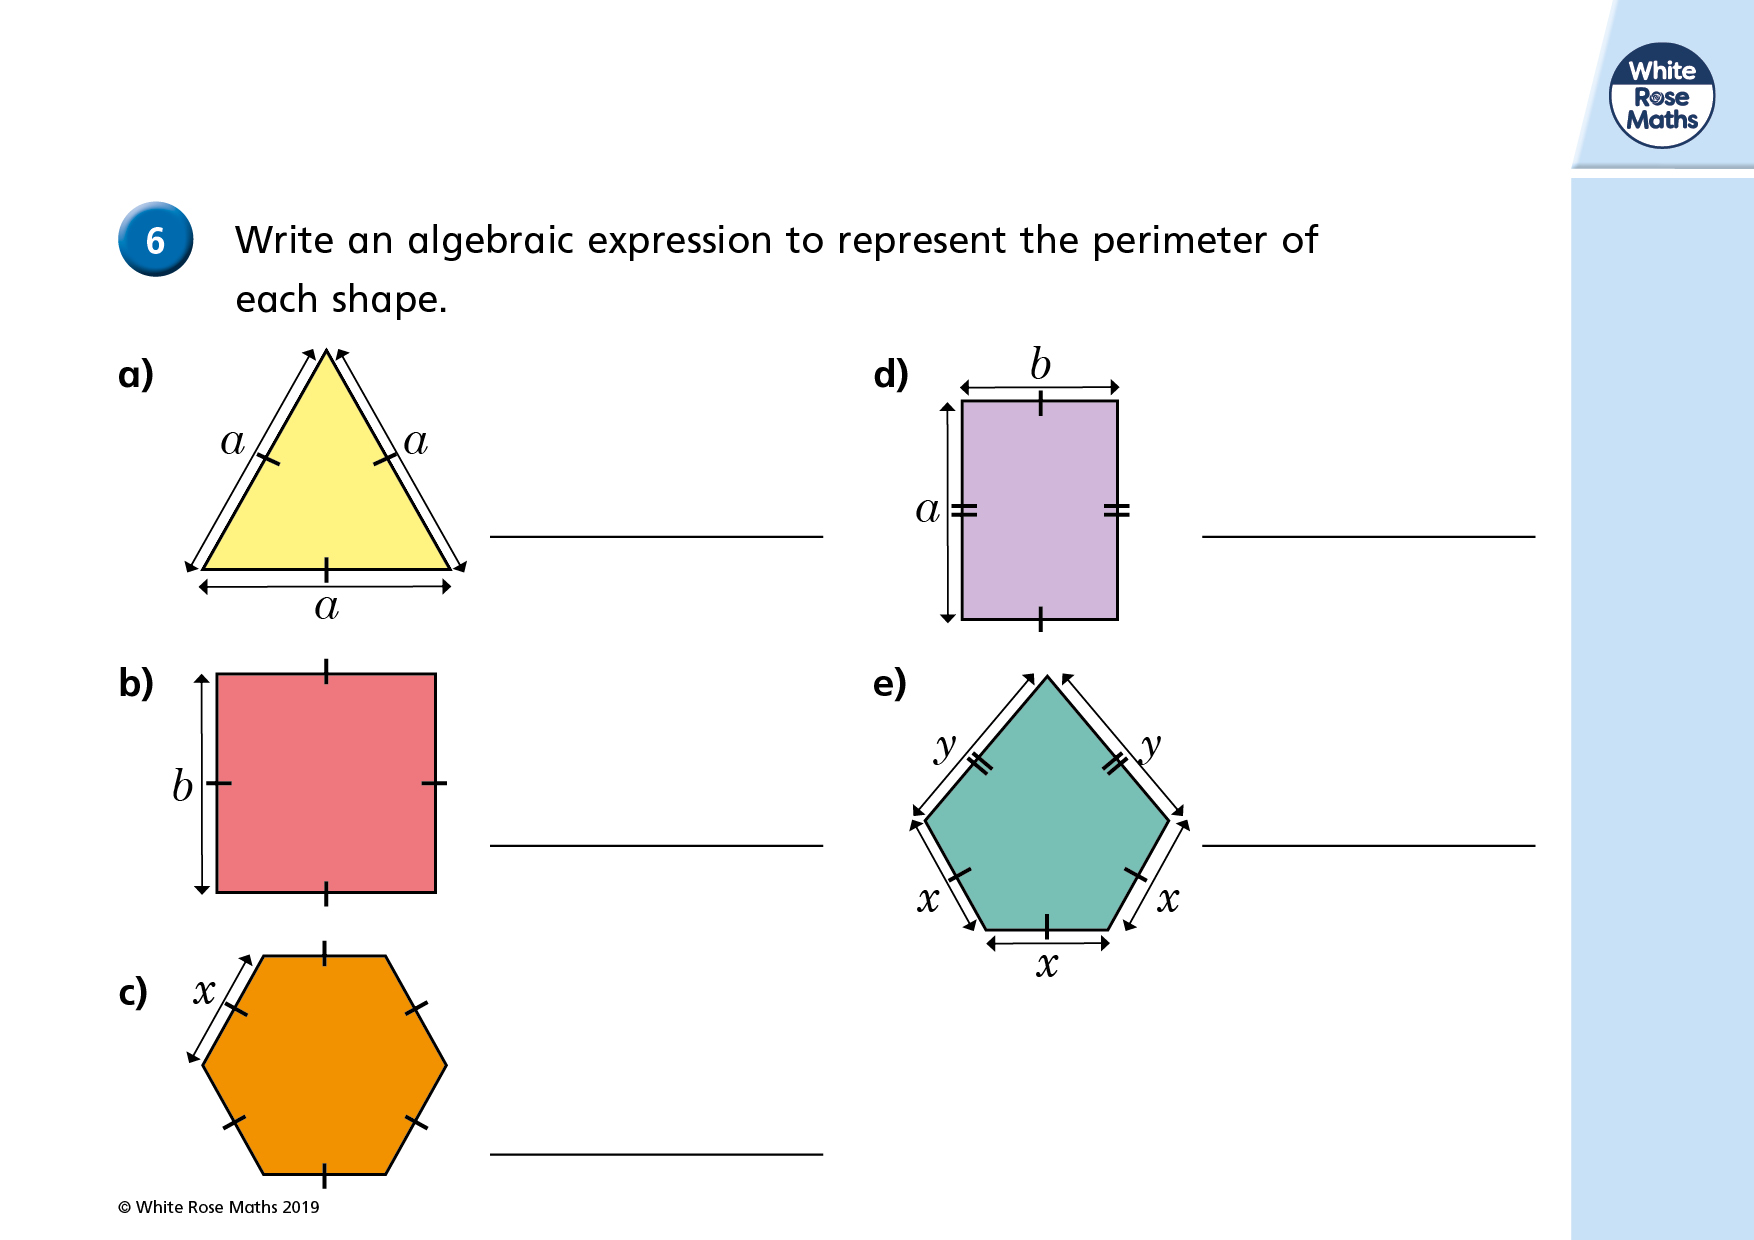 White
Rose
Maths
6
Write an algebraic expression to represent the perimeter of
each shape.
a)
a
a
a
b)
b
c)
x
d)
b
a
e)
y
y
x
x
x
© White Rose Maths 2019